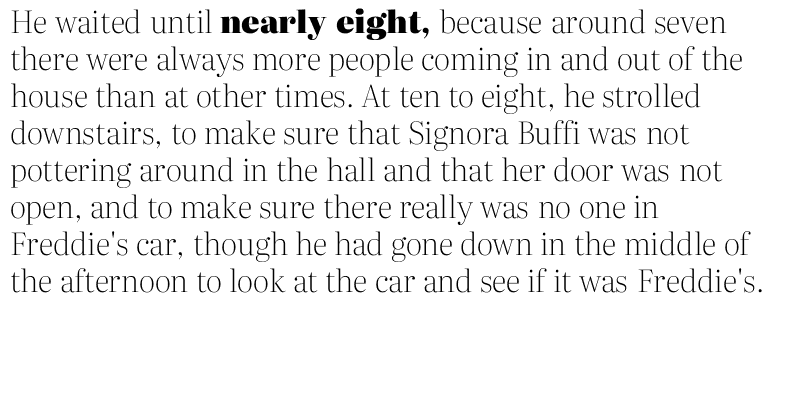 He waited until nearly eight, because around seven
there were always more people coming in and out of the
house than at other times. At ten to eight, he strolled
downstairs, to make sure that Signora Buffi was not
pottering around in the hall and that her door was not
open, and to make sure there really was no one in
Freddie's car, though he had gone down in the middle of
the afternoon to look at the car and see if it was Freddie's.